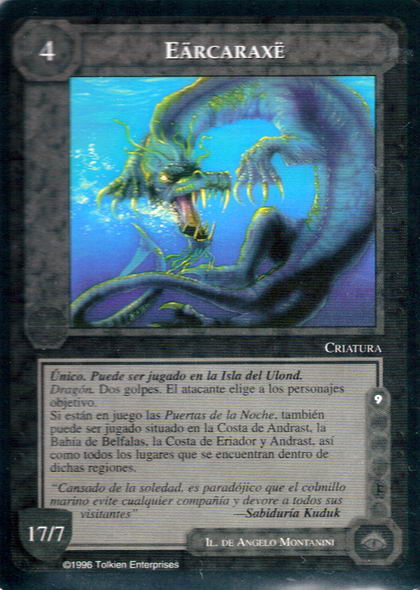 4
EÄRCARAXË
CRIATURA
Único. Puede ser jugado en la Isla del Ulond.
Dragón. Dos golpes. El atacante elige a los personajes
objetivo.
Si están en juego las Puertas de la Noche, también
puede ser jugado situado en la Costa de Andrast, la
Bahía de Belfalas, la Costa de Eriador y Andrast, así
como todos los lugares que se encuentran dentro de
dichas regiones.
"Cansado de la soledad, es paradójico que el colmillo
marino evite cualquier compañía y devore a todos sus
visitantes" —Sabiduría Kuduk
9
17/7
IL. DE ANGELO MONTANINI
©1996 Tolkien Enterprises